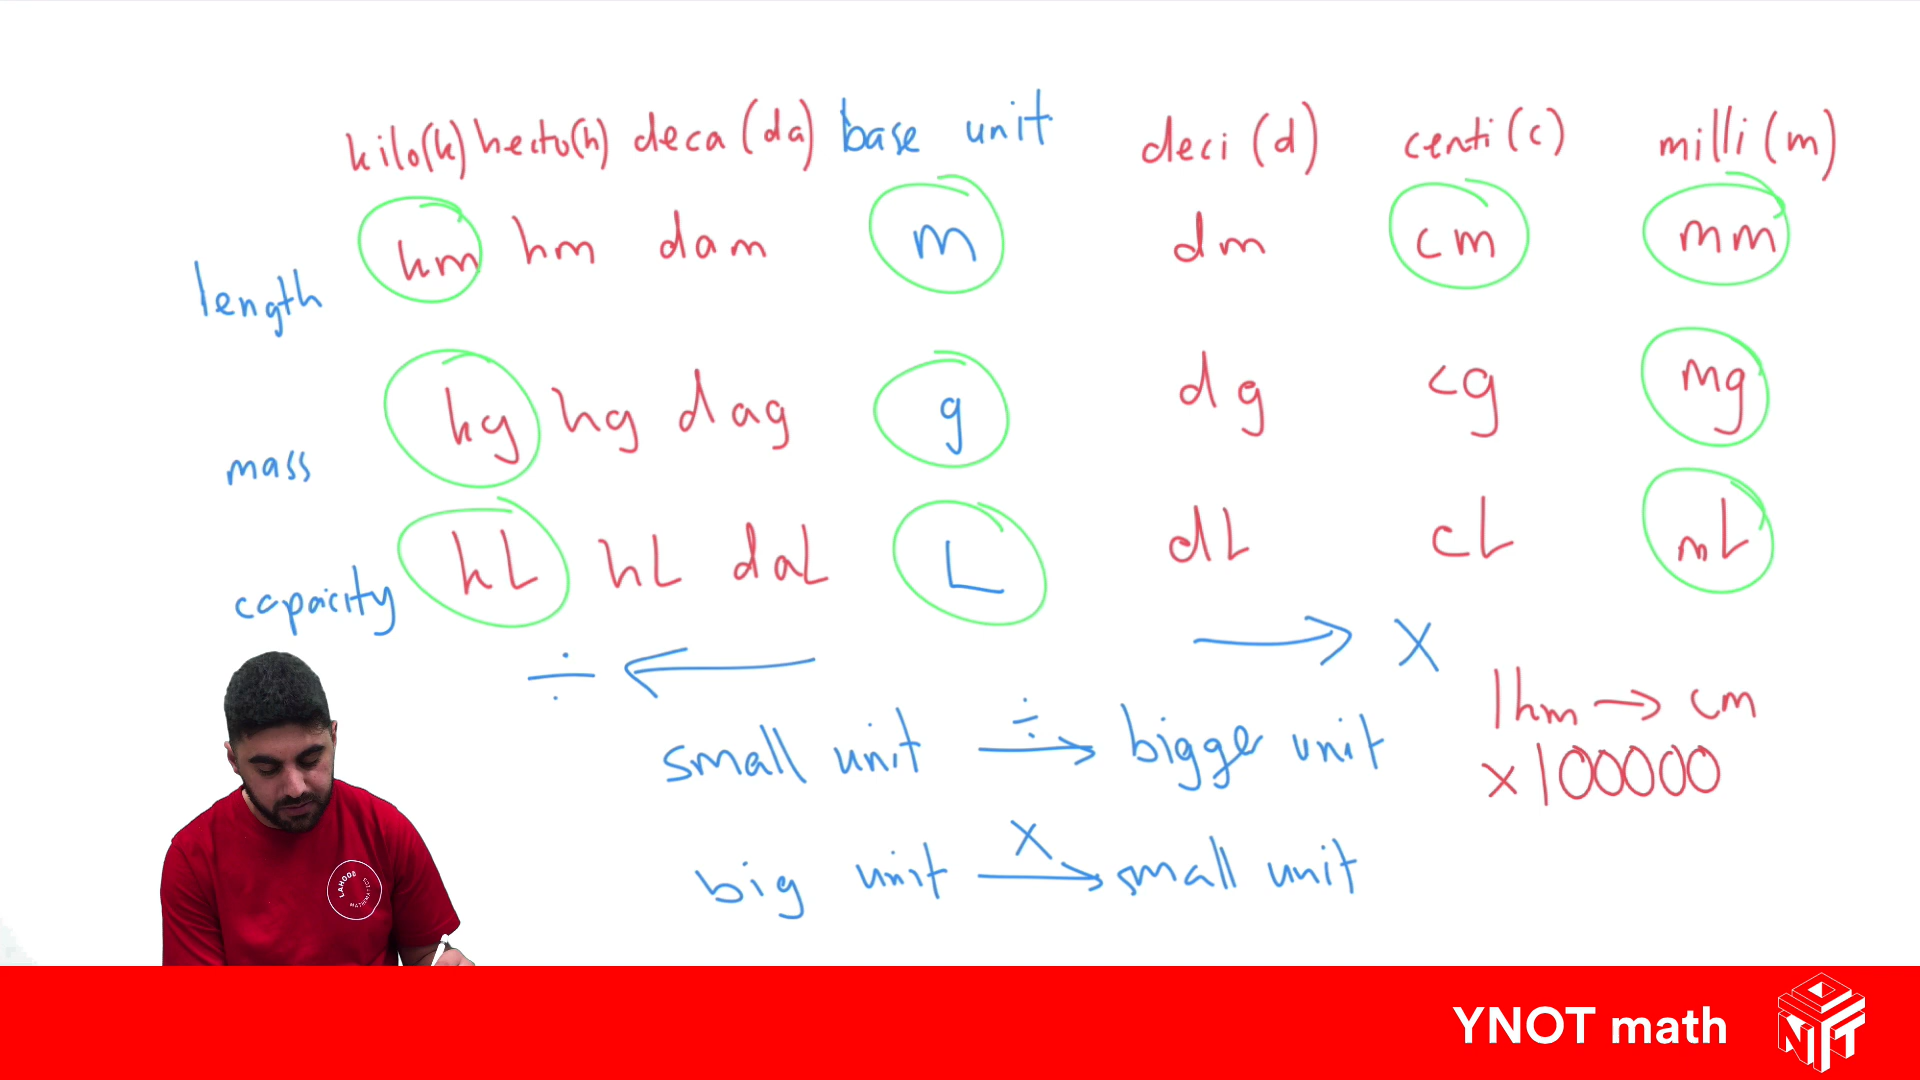 kilo(k) hecto(h) deca (da) base unit deci (d) centi (c) milli (m)
length km hm dam m dm cm mm
mass kg hg dag g dg cg mg
capacity kL hL daL L dL cL mL
÷ ← → X
small unit ÷→ bigger unit
big unit X→ small unit
1km → cm
x 100000
LAHOOD
YNOT math